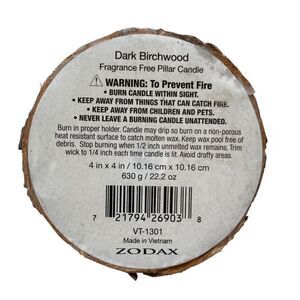 Dark Birchwood
Fragrance Free Pillar Candle
⚠ WARNING: To Prevent Fire
• BURN CANDLE WITHIN SIGHT.
• KEEP AWAY FROM THINGS THAT CAN CATCH FIRE.
• KEEP AWAY FROM CHILDREN AND PETS.
• NEVER LEAVE A BURNING CANDLE UNATTENDED.
Burn in proper holder. Candle may drip so burn on a non-porous
heat resistant surface to catch molten wax. Keep wax pool free of
debris. Stop burning when 1/2 inch unmelted wax remains. Trim
wick to 1/4 inch each time candle is lit. Avoid drafty areas.
4 in x 4 in / 10.16 cm x 10.16 cm
630 g / 22.2 oz
7 21794 26903 8
VT-1301
Made in Vietnam
ZODAX